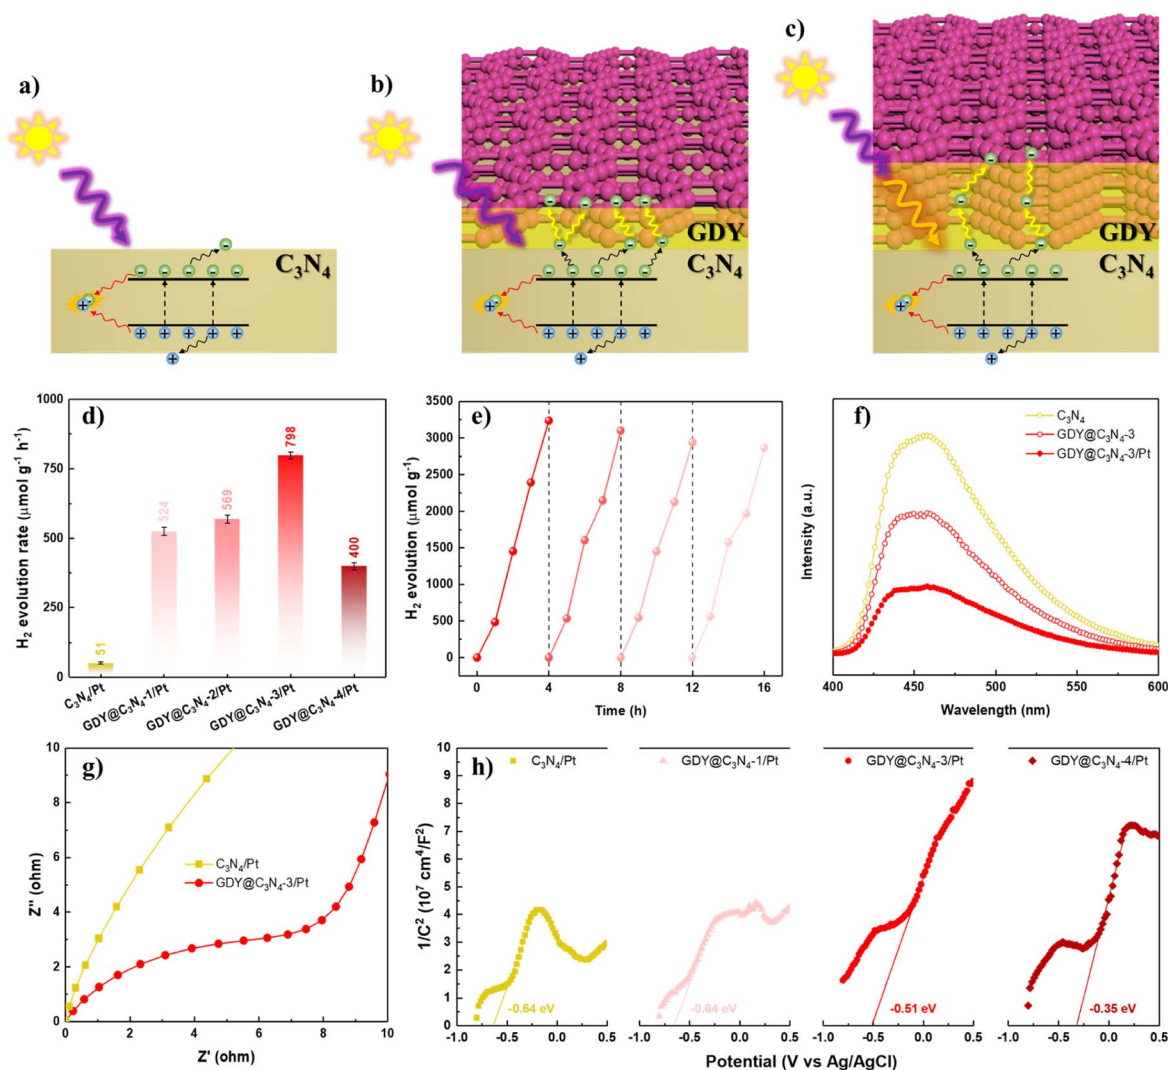 a)
C₃N₄
b)
GDY
C₃N₄
c)
GDY
C₃N₄
d)
H₂ evolution rate (μmol g⁻¹ h⁻¹)
1000
750
500
250
0
51
524
569
798
400
C₃N₄/Pt
GDY@C₃N₄-1/Pt
GDY@C₃N₄-2/Pt
GDY@C₃N₄-3/Pt
GDY@C₃N₄-4/Pt
e)
H₂ evolution (μmol g⁻¹)
3500
3000
2500
2000
1500
1000
500
0
0 4 8 12 16
Time (h)
f)
C₃N₄
GDY@C₃N₄-3
GDY@C₃N₄-3/Pt
Intensity (a.u.)
400 450 500 550 600
Wavelength (nm)
g)
Z'' (ohm)
10
8
6
4
2
0
C₃N₄/Pt
GDY@C₃N₄-3/Pt
0 2 4 6 8 10
Z' (ohm)
h)
C₃N₄/Pt
GDY@C₃N₄-1/Pt
GDY@C₃N₄-3/Pt
GDY@C₃N₄-4/Pt
1/C² (10⁷ cm⁴/F²)
9
8
7
6
5
4
3
2
1
0
-0.64 eV
-0.64 eV
-0.51 eV
-0.35 eV
-1.0 -0.5 0.0 0.5 -1.0 -0.5 0.0 0.5 -1.0 -0.5 0.0 0.5 -1.0 -0.5 0.0 0.5
Potential (V vs Ag/AgCl)